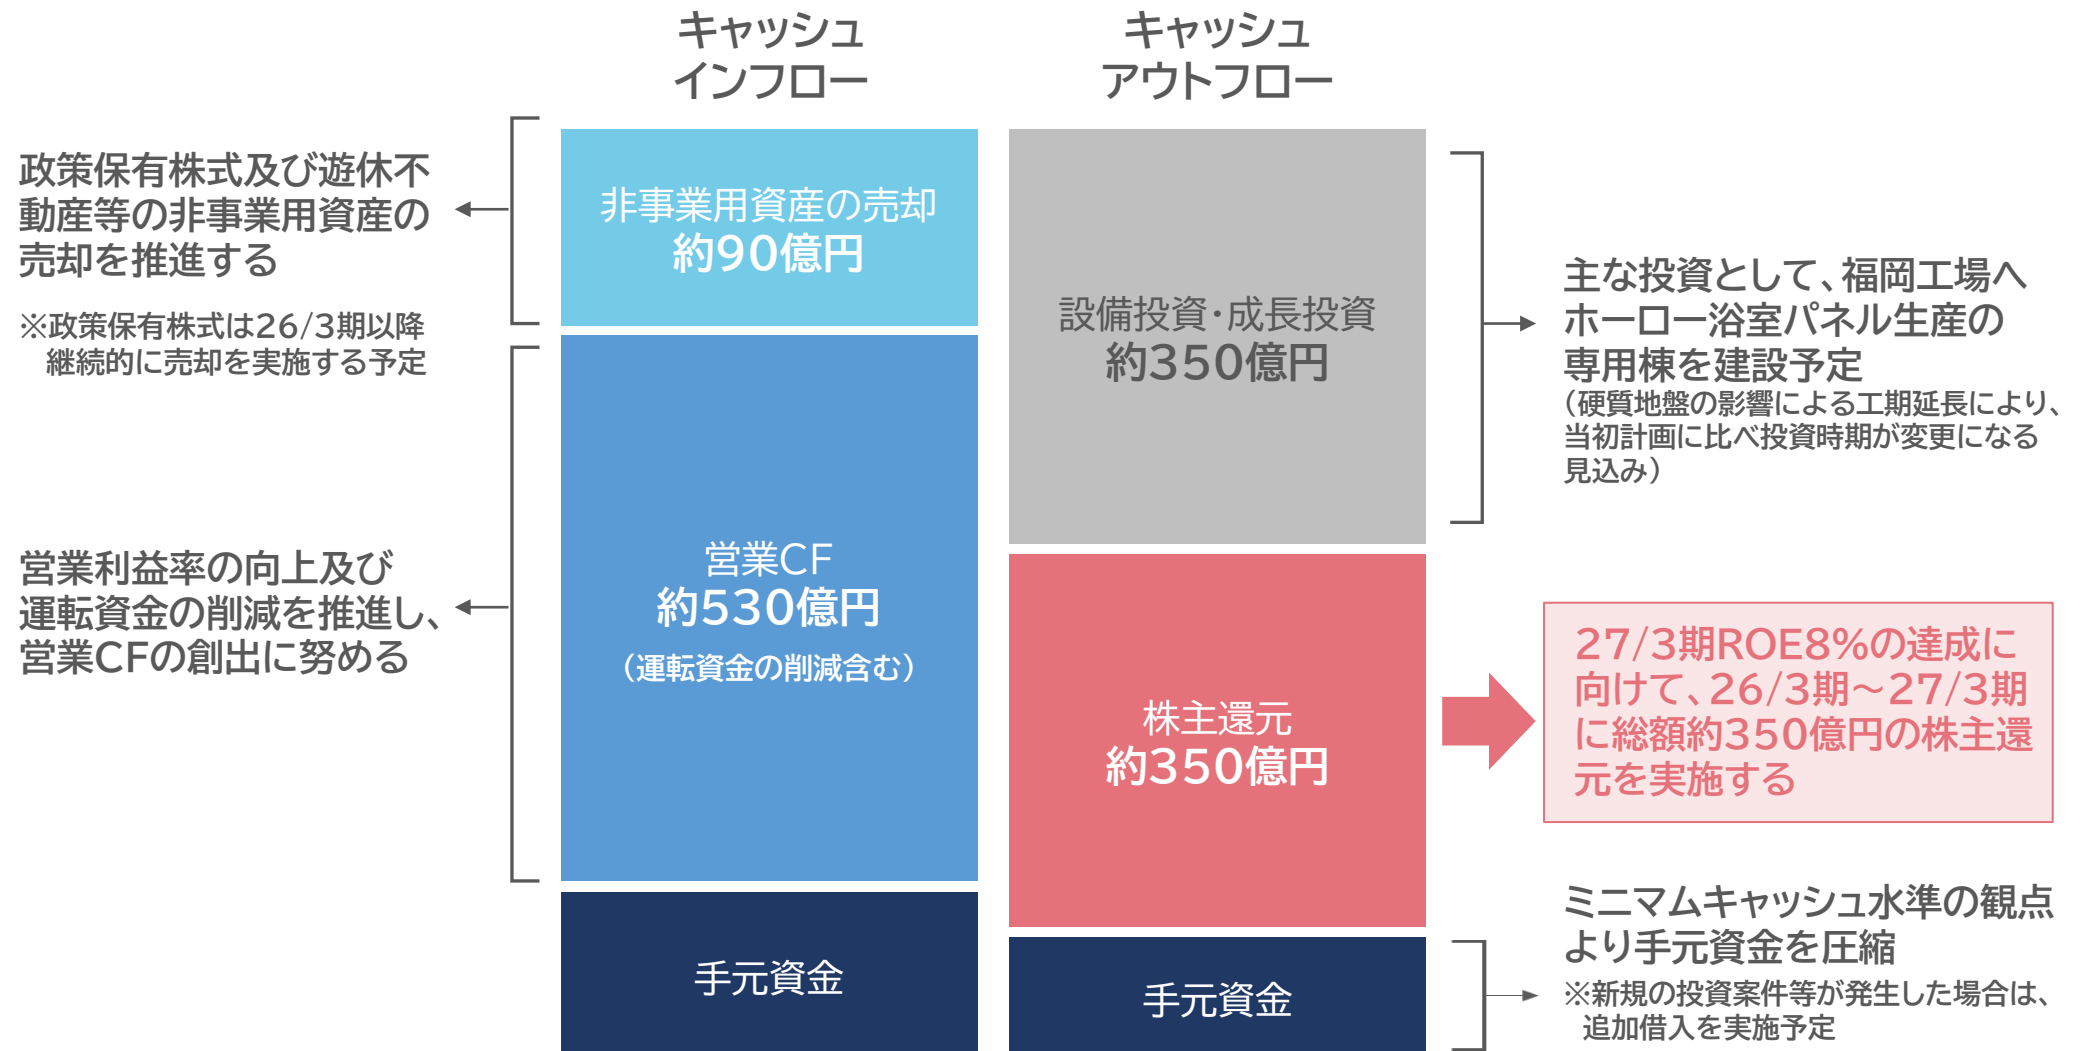 キャッシュ
インフロー
キャッシュ
アウトフロー
政策保有株式及び遊休不
動産等の非事業用資産の
売却を推進する
※政策保有株式は26/3期以降
継続的に売却を実施する予定
営業利益率の向上及び
運転資金の削減を推進し、
営業CFの創出に努める
非事業用資産の売却
約90億円
営業CF
約530億円
（運転資金の削減含む）
手元資金
設備投資・成長投資
約350億円
株主還元
約350億円
手元資金
主な投資として、福岡工場へ
ホーロー浴室パネル生産の
専用棟を建設予定
（硬質地盤の影響による工期延長により、
当初計画に比べ投資時期が変更になる
見込み）
27/3期ROE8%の達成に
向けて、26/3期～27/3期
に総額約350億円の株主還
元を実施する
ミニマムキャッシュ水準の観点
より手元資金を圧縮
※新規の投資案件等が発生した場合は、
追加借入を実施予定